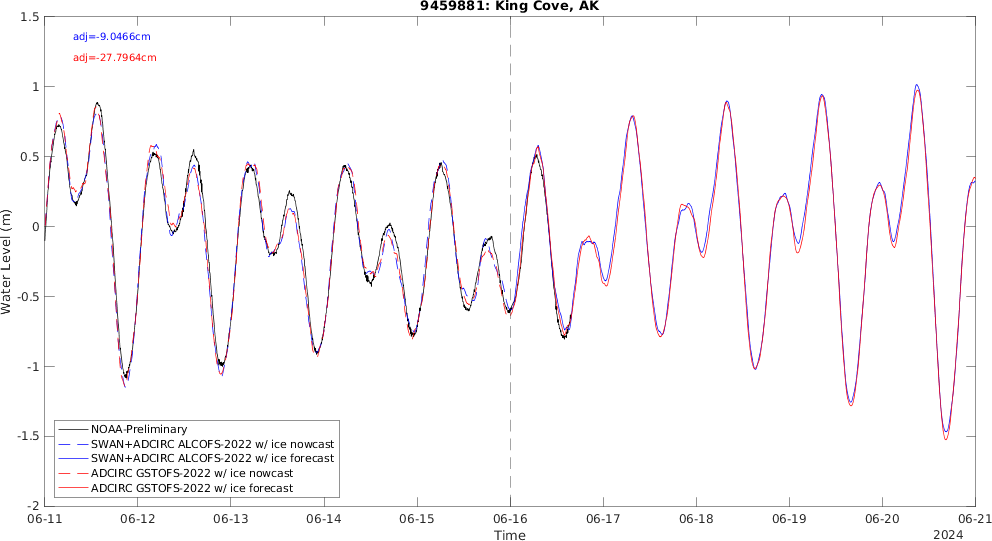 9459881: King Cove, AK
adj=-9.0466cm
adj=-27.7964cm
1.5
1
0.5
0
-0.5
-1
-1.5
-2
Water Level (m)
NOAA-Preliminary
SWAN+ADCIRC ALCOFS-2022 w/ ice nowcast
SWAN+ADCIRC ALCOFS-2022 w/ ice forecast
ADCIRC GSTOFS-2022 w/ ice nowcast
ADCIRC GSTOFS-2022 w/ ice forecast
06-11 06-12 06-13 06-14 06-15 06-16 06-17 06-18 06-19 06-20 06-21
Time
2024